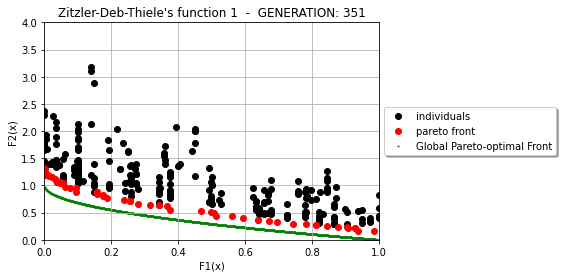 Zitzler-Deb-Thiele's function 1  -  GENERATION: 351
4.0
3.5
3.0
2.5
2.0
1.5
1.0
0.5
0.0
F2(x)
0.0 0.2 0.4 0.6 0.8 1.0
F1(x)
individuals
pareto front
Global Pareto-optimal Front